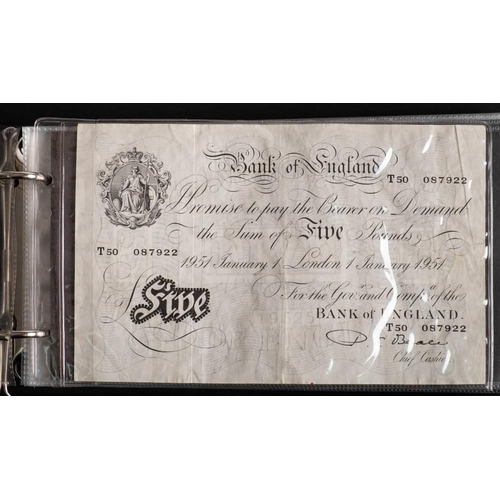 Bank of England
T50 087922
Promise to pay the Bearer on Demand
the Sum of Five Pounds
T50 087922
1951 January 1 London 1 January 1951
For the Govr. and Compa. of the
BANK OF ENGLAND.
Five
T50 087922
Chief Cashier